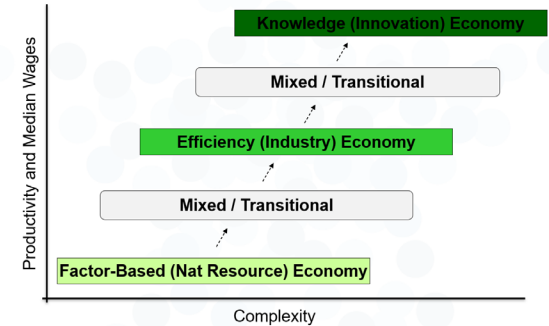 Knowledge (Innovation) Economy
Mixed / Transitional
Efficiency (Industry) Economy
Mixed / Transitional
Factor-Based (Nat Resource) Economy
Productivity and Median Wages
Complexity